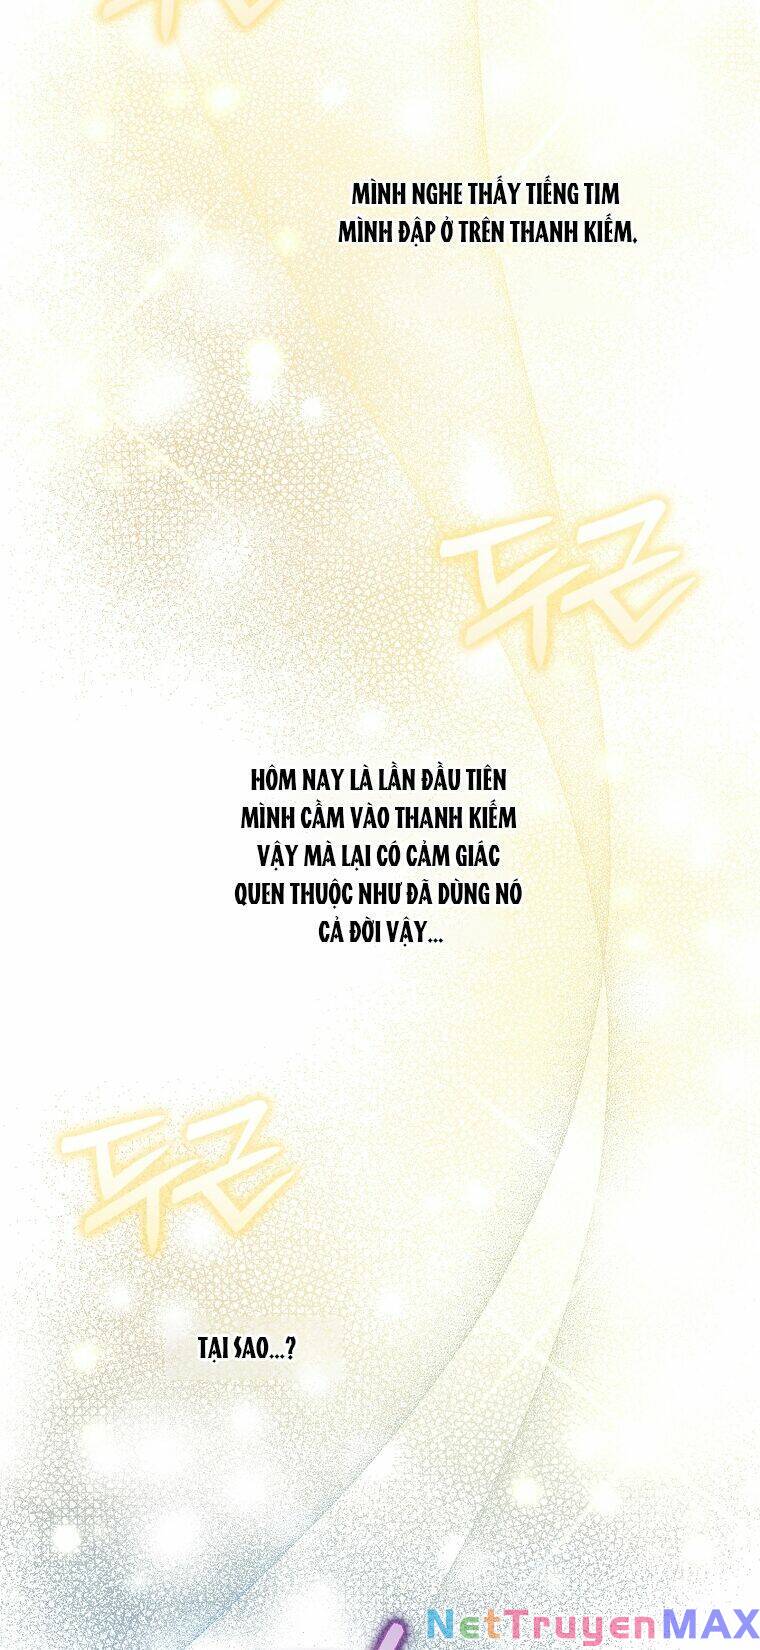 MÌNH NGHE THẤY TIẾNG TIM
MÌNH ĐẬP Ở TRÊN THANH KIẾM.
두근
HÔM NAY LÀ LẦN ĐẦU TIÊN
MÌNH CẦM VÀO THANH KIẾM
VẬY MÀ LẠI CÓ CẢM GIÁC
QUEN THUỘC NHƯ ĐÃ DÙNG NÓ
CẢ ĐỜI VẬY...
두근
TẠI SAO...?
NETTRUYENMAX